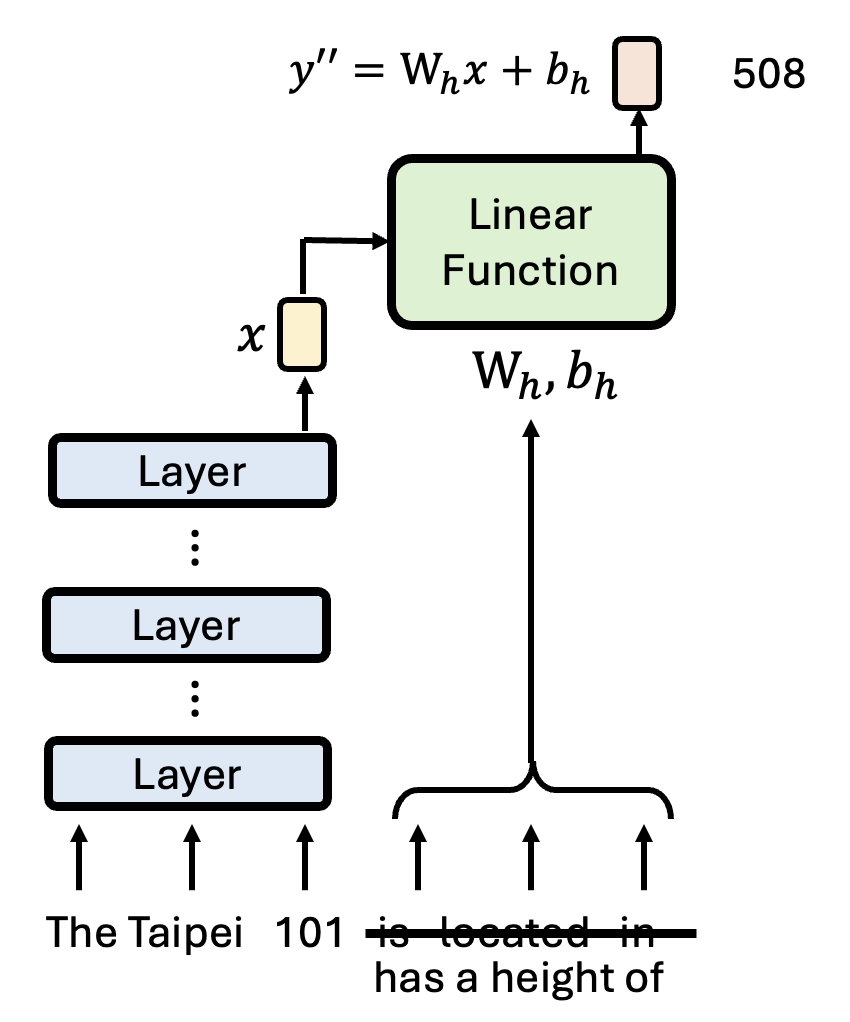 y′′ = W_h x + b_h
508
Linear
Function
x
W_h, b_h
Layer
⋮
Layer
⋮
Layer
The Taipei 101 is located in
has a height of